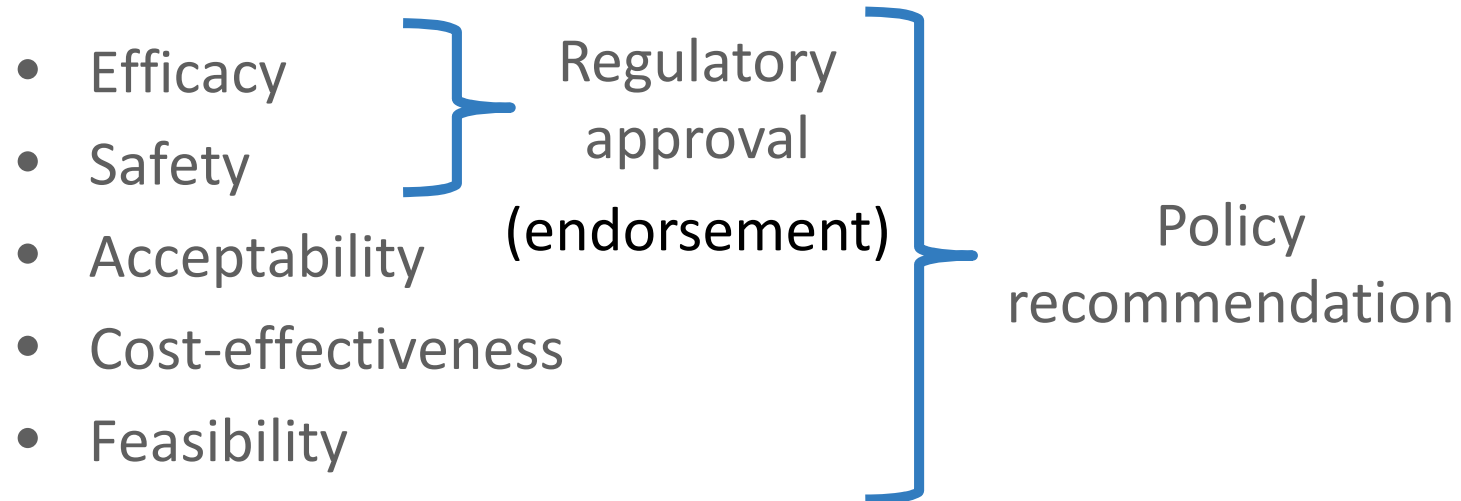 • Efficacy
• Safety
• Acceptability
• Cost-effectiveness
• Feasibility
Regulatory
approval
(endorsement)
Policy
recommendation